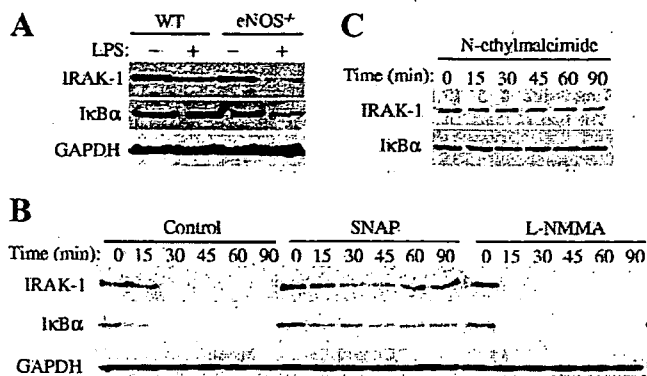 A
WT eNOS-/-
LPS: − + − +
IRAK-1
IκBα
GAPDH
C
N-ethylmalcimide
Time (min): 0 15 30 45 60 90
IRAK-1
IκBα
B
Control SNAP L-NMMA
Time (min): 0 15 30 45 60 90 0 15 30 45 60 90 0 15 30 45 60 90
IRAK-1
IκBα
GAPDH